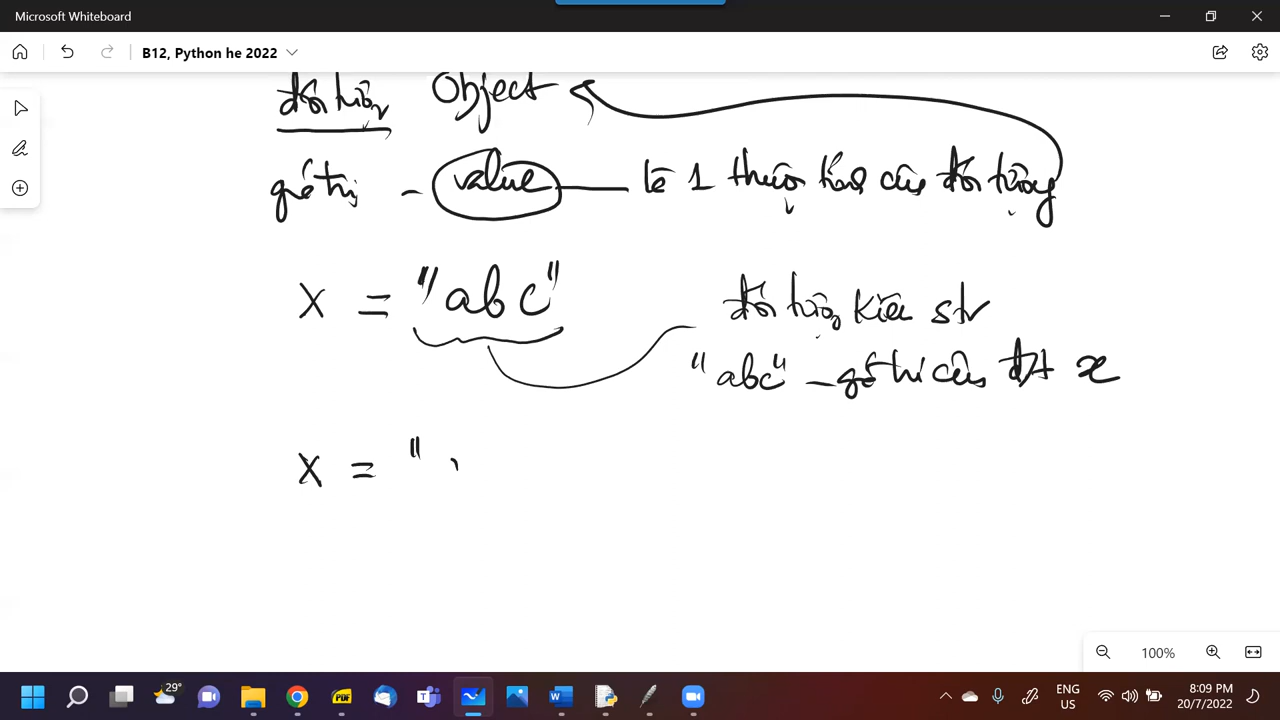 Microsoft Whiteboard
B12, Python he 2022
đối tượng Object
giá trị - value — là 1 thuộc tính của đối tượng
X = "abc"
đối tượng kiểu str
"abc" - giá trị của đt x
X = "
100%
29°
ENG
US
8:09 PM
20/7/2022